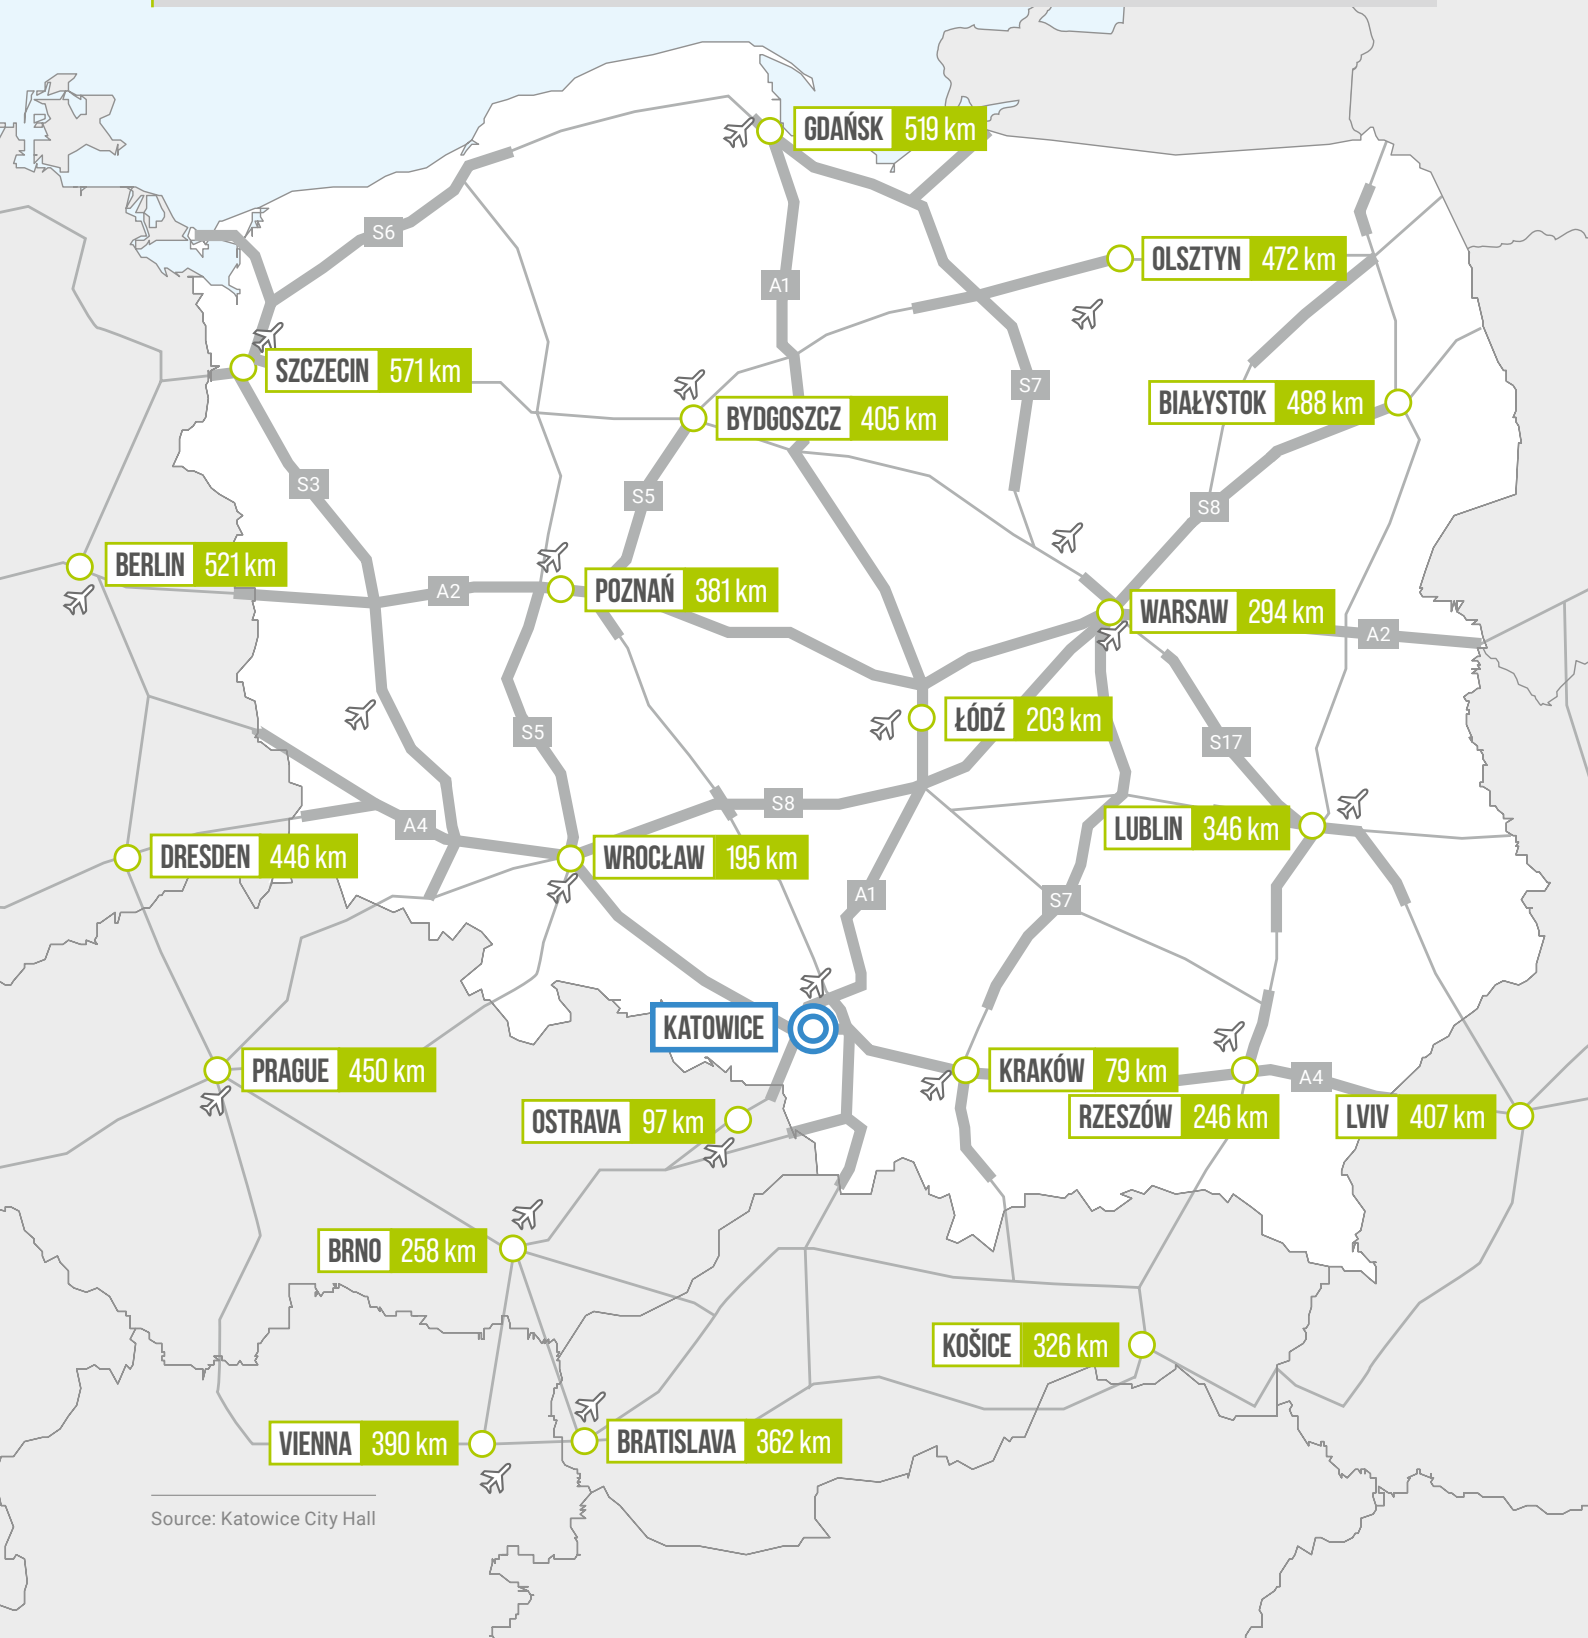 GDAŃSK 519 km
S6
OLSZTYN 472 km
A1
SZCZECIN 571 km
S7
BIAŁYSTOK 488 km
BYDGOSZCZ 405 km
S3
S5
S8
BERLIN 521 km
A2
POZNAŃ 381 km
WARSAW 294 km
A2
ŁÓDŹ 203 km
S5
S17
S8
A4
LUBLIN 346 km
DRESDEN 446 km
WROCŁAW 195 km
A1
S7
KATOWICE
PRAGUE 450 km
KRAKÓW 79 km
A4
OSTRAVA 97 km
RZESZÓW 246 km
LVIV 407 km
BRNO 258 km
KOŠICE 326 km
VIENNA 390 km
BRATISLAVA 362 km
Source: Katowice City Hall